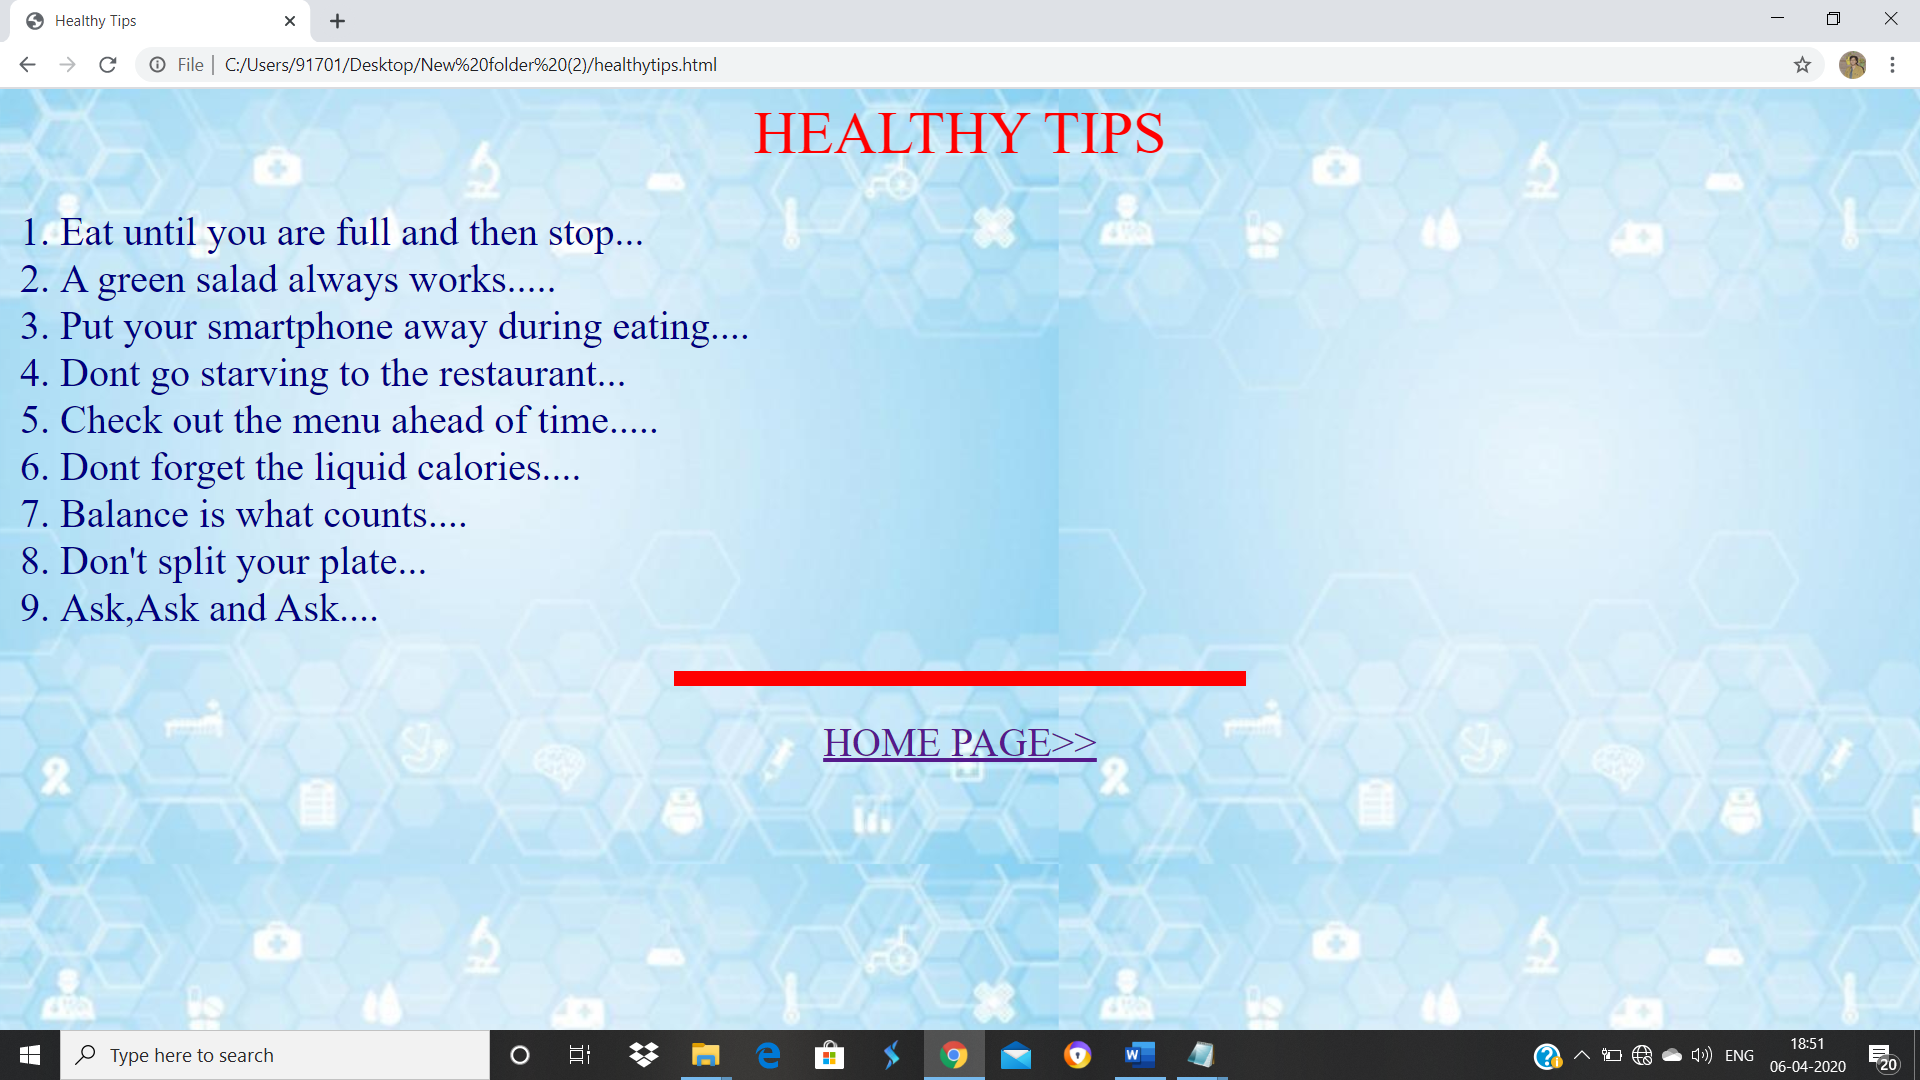 Healthy Tips
File | C:/Users/91701/Desktop/New%20folder%20(2)/healthytips.html
HEALTHY TIPS
1. Eat until you are full and then stop...
2. A green salad always works.....
3. Put your smartphone away during eating....
4. Dont go starving to the restaurant...
5. Check out the menu ahead of time.....
6. Dont forget the liquid calories....
7. Balance is what counts....
8. Don't split your plate...
9. Ask,Ask and Ask....
HOME PAGE>>
Type here to search
ENG
18:51
06-04-2020
20